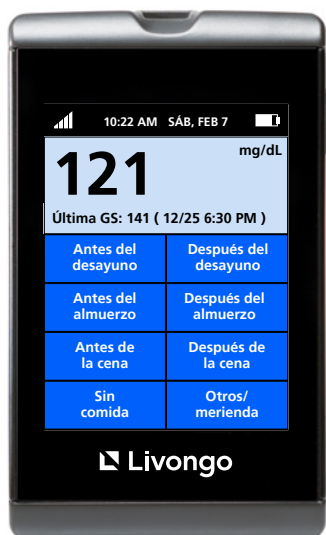 10:22 AM SÁB, FEB 7
121 mg/dL
Última GS: 141 ( 12/25 6:30 PM )
Antes del desayuno
Después del desayuno
Antes del almuerzo
Después del almuerzo
Antes de la cena
Después de la cena
Sin comida
Otros/ merienda
Livongo